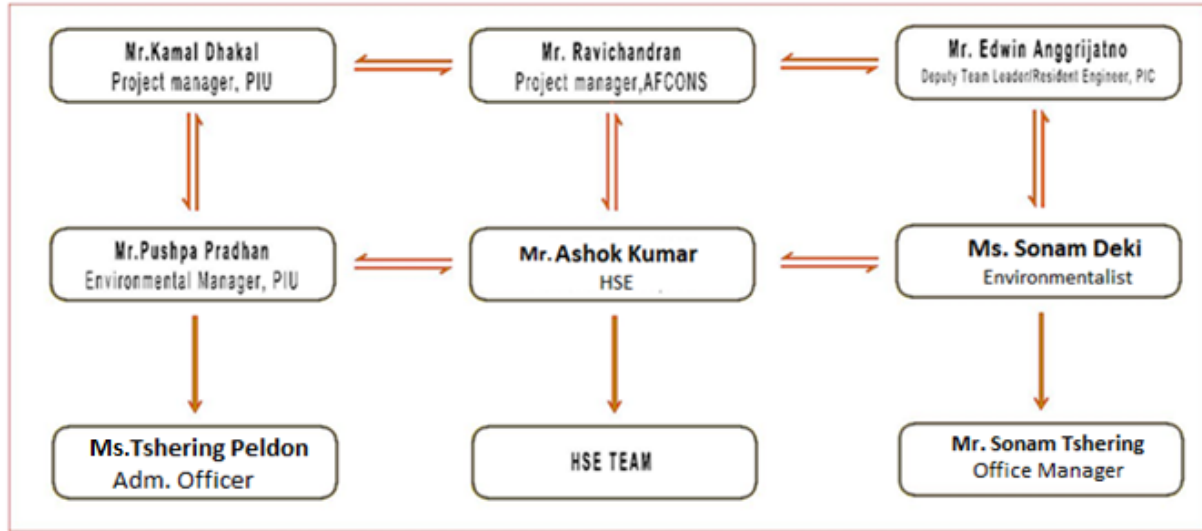 Mr.Kamal Dhakal
Project manager, PIU
Mr. Ravichandran
Project manager,AFCONS
Mr. Edwin Anggrijatno
Deputy Team Leader/Resident Engineer, PIC
Mr.Pushpa Pradhan
Environmental Manager, PIU
Mr. Ashok Kumar
HSE
Ms. Sonam Deki
Environmentalist
Ms.Tshering Peldon
Adm. Officer
HSE TEAM
Mr. Sonam Tshering
Office Manager